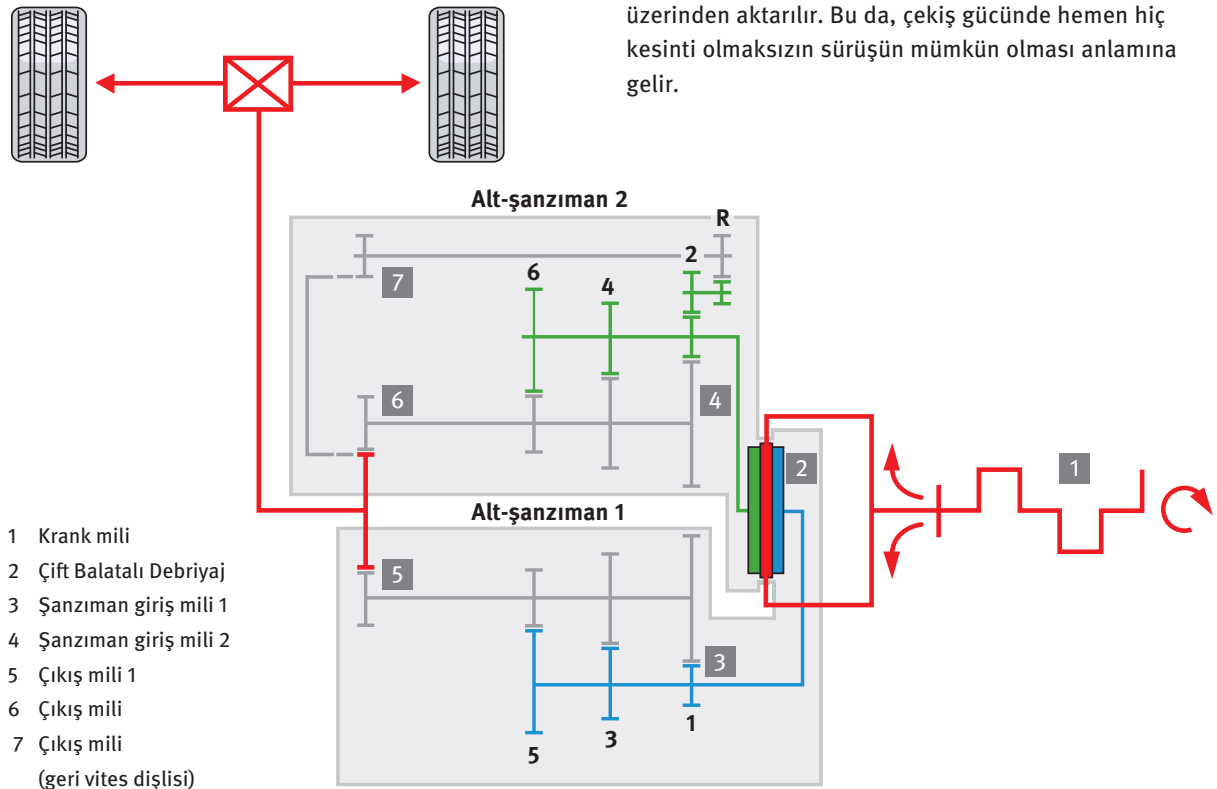 üzerinden aktarılır. Bu da, çekiş gücünde hemen hiç
kesinti olmaksızın sürüşün mümkün olması anlamına
gelir.
Alt-şanzıman 2
R
2
6
4
7
6
4
2
1
Alt-şanzıman 1
5
3
1
3
5
1 Krank mili
2 Çift Balatalı Debriyaj
3 Şanzıman giriş mili 1
4 Şanzıman giriş mili 2
5 Çıkış mili 1
6 Çıkış mili
7 Çıkış mili
(geri vites dişlisi)